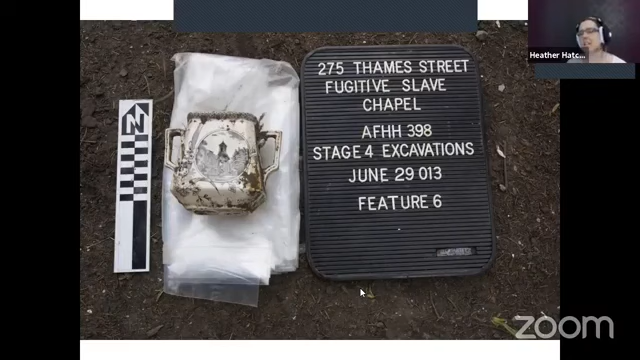 275 THAMES STREET
FUGITIVE SLAVE
CHAPEL
AFHH 398
STAGE 4 EXCAVATIONS
JUNE 29 013
FEATURE 6
N
Heather Hatc...
zoom